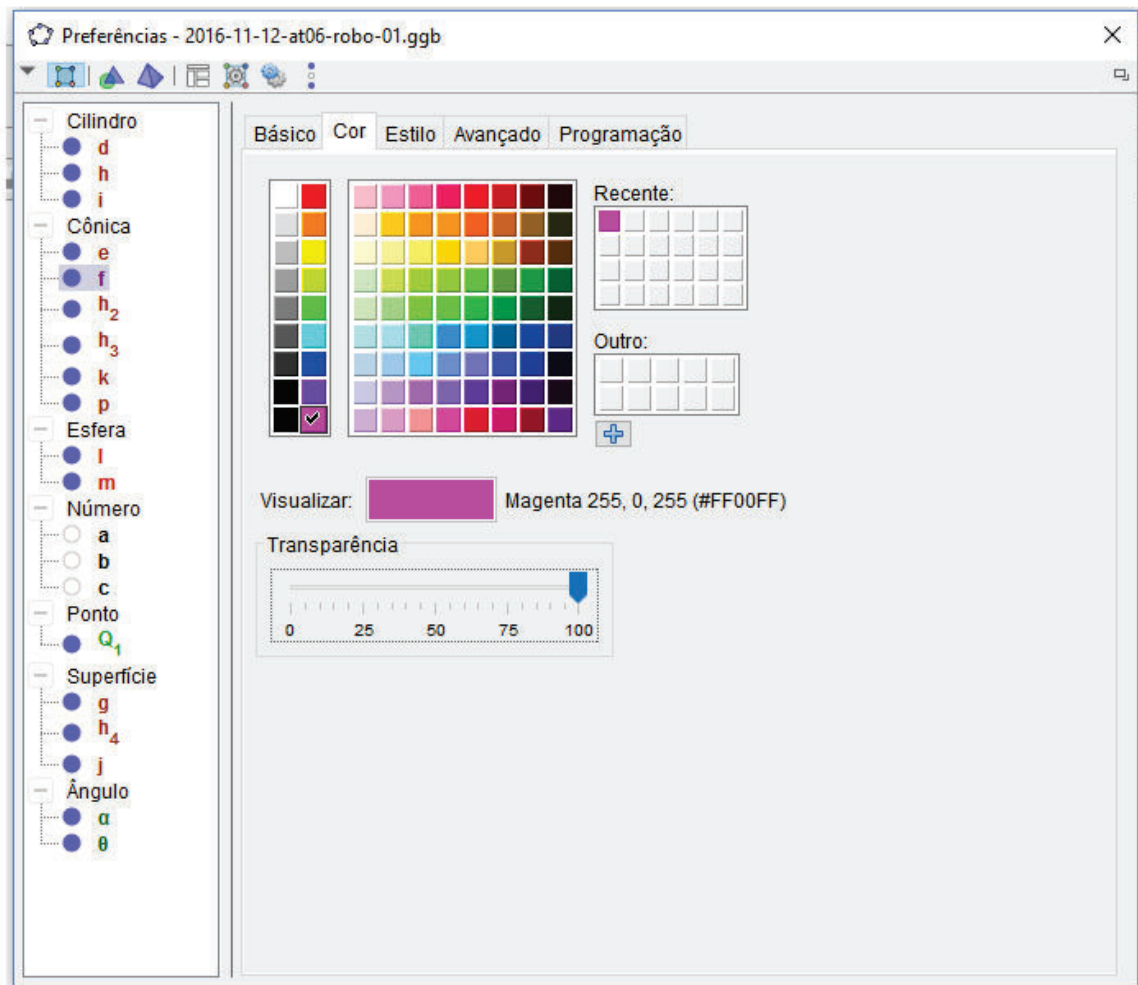 Preferências - 2016-11-12-at06-robo-01.ggb
Cilindro
d
h
i
Cônica
e
f
h2
h3
k
p
Esfera
l
m
Número
a
b
c
Ponto
Q1
Superfície
g
h4
j
Ângulo
α
θ
Básico Cor Estilo Avançado Programação
Recente:
Outro:
Visualizar: Magenta 255, 0, 255 (#FF00FF)
Transparência
0 25 50 75 100